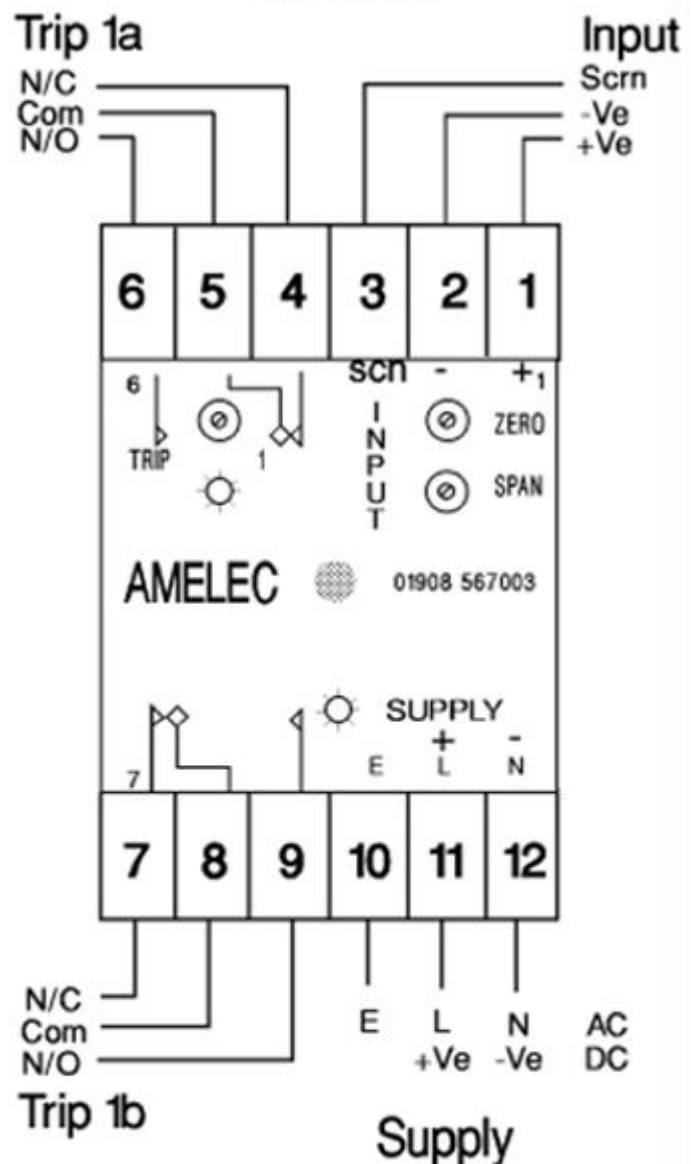 Trip 1a Input
N/C Scrn
Com -Ve
N/O +Ve
6 5 4 3 2 1
scn - +1
6 ZERO
INPUT
TRIP 1
SPAN
AMELEC 01908 567003
SUPPLY
+ -
7 E L N
7 8 9 10 11 12
N/C
Com E L N AC
N/O +Ve -Ve DC
Trip 1b Supply